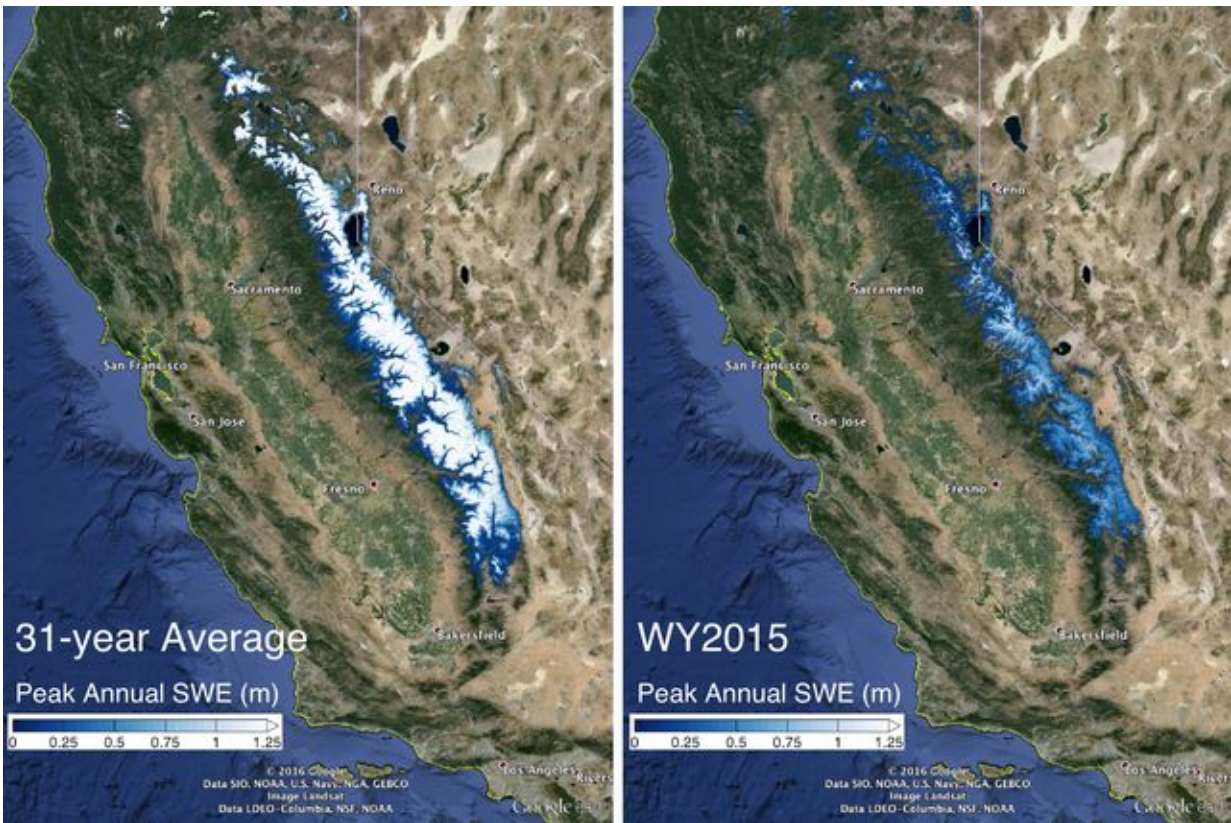 Reno
Sacramento
San Francisco
San Jose
Fresno
31-year Average
Bakersfield
Peak Annual SWE (m)
0 0.25 0.5 0.75 1 1.25
© 2016 Google
Data SIO, NOAA, U.S. Navy, NGA, GEBCO
Image Landsat
Data LDEO-Columbia, NSF, NOAA
Los Angeles
Rivers
Google
Reno
Sacramento
San Francisco
San Jose
Fresno
WY2015
Bakersfield
Peak Annual SWE (m)
0 0.25 0.5 0.75 1 1.25
© 2016 Google
Data SIO, NOAA, U.S. Navy, NGA, GEBCO
Image Landsat
Data LDEO-Columbia, NSF, NOAA
Los Angeles
River
Google